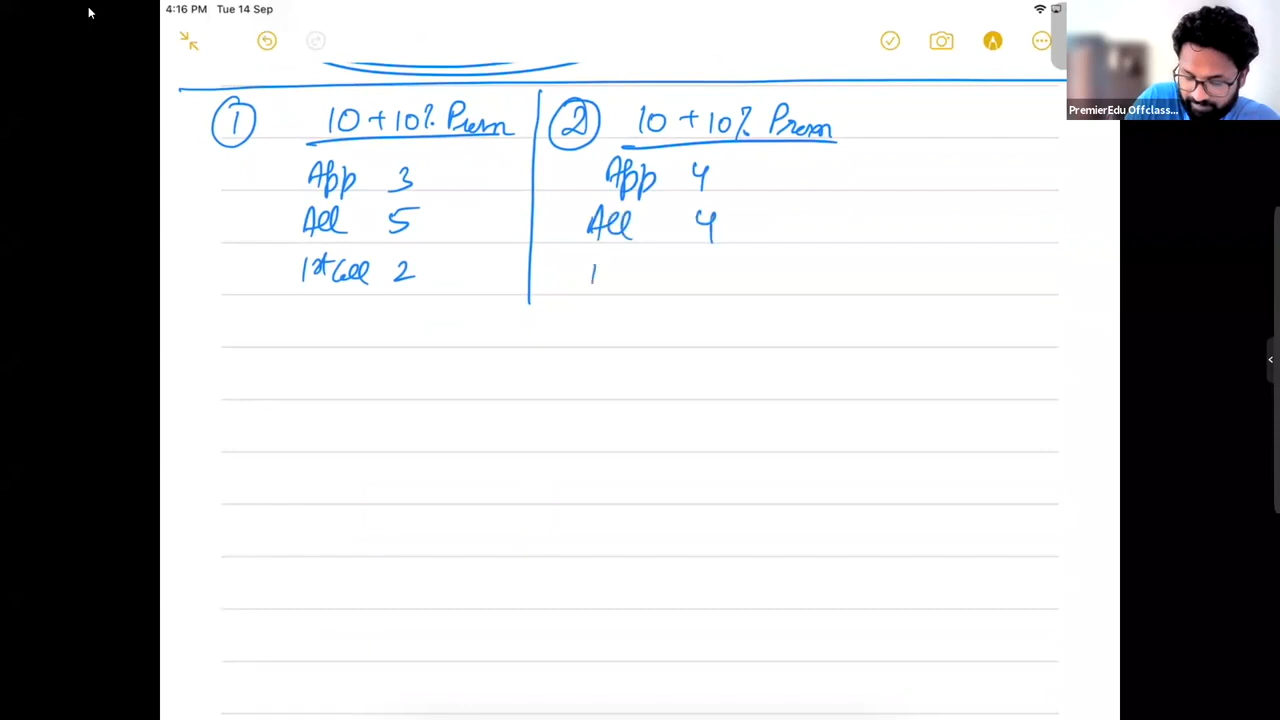 4:16 PM Tue 14 Sep
PremierEdu Offclass...
① 10 + 10% Prem
App 3
All 5
1st Call 2
② 10 + 10% Prem
App 4
All 4
1